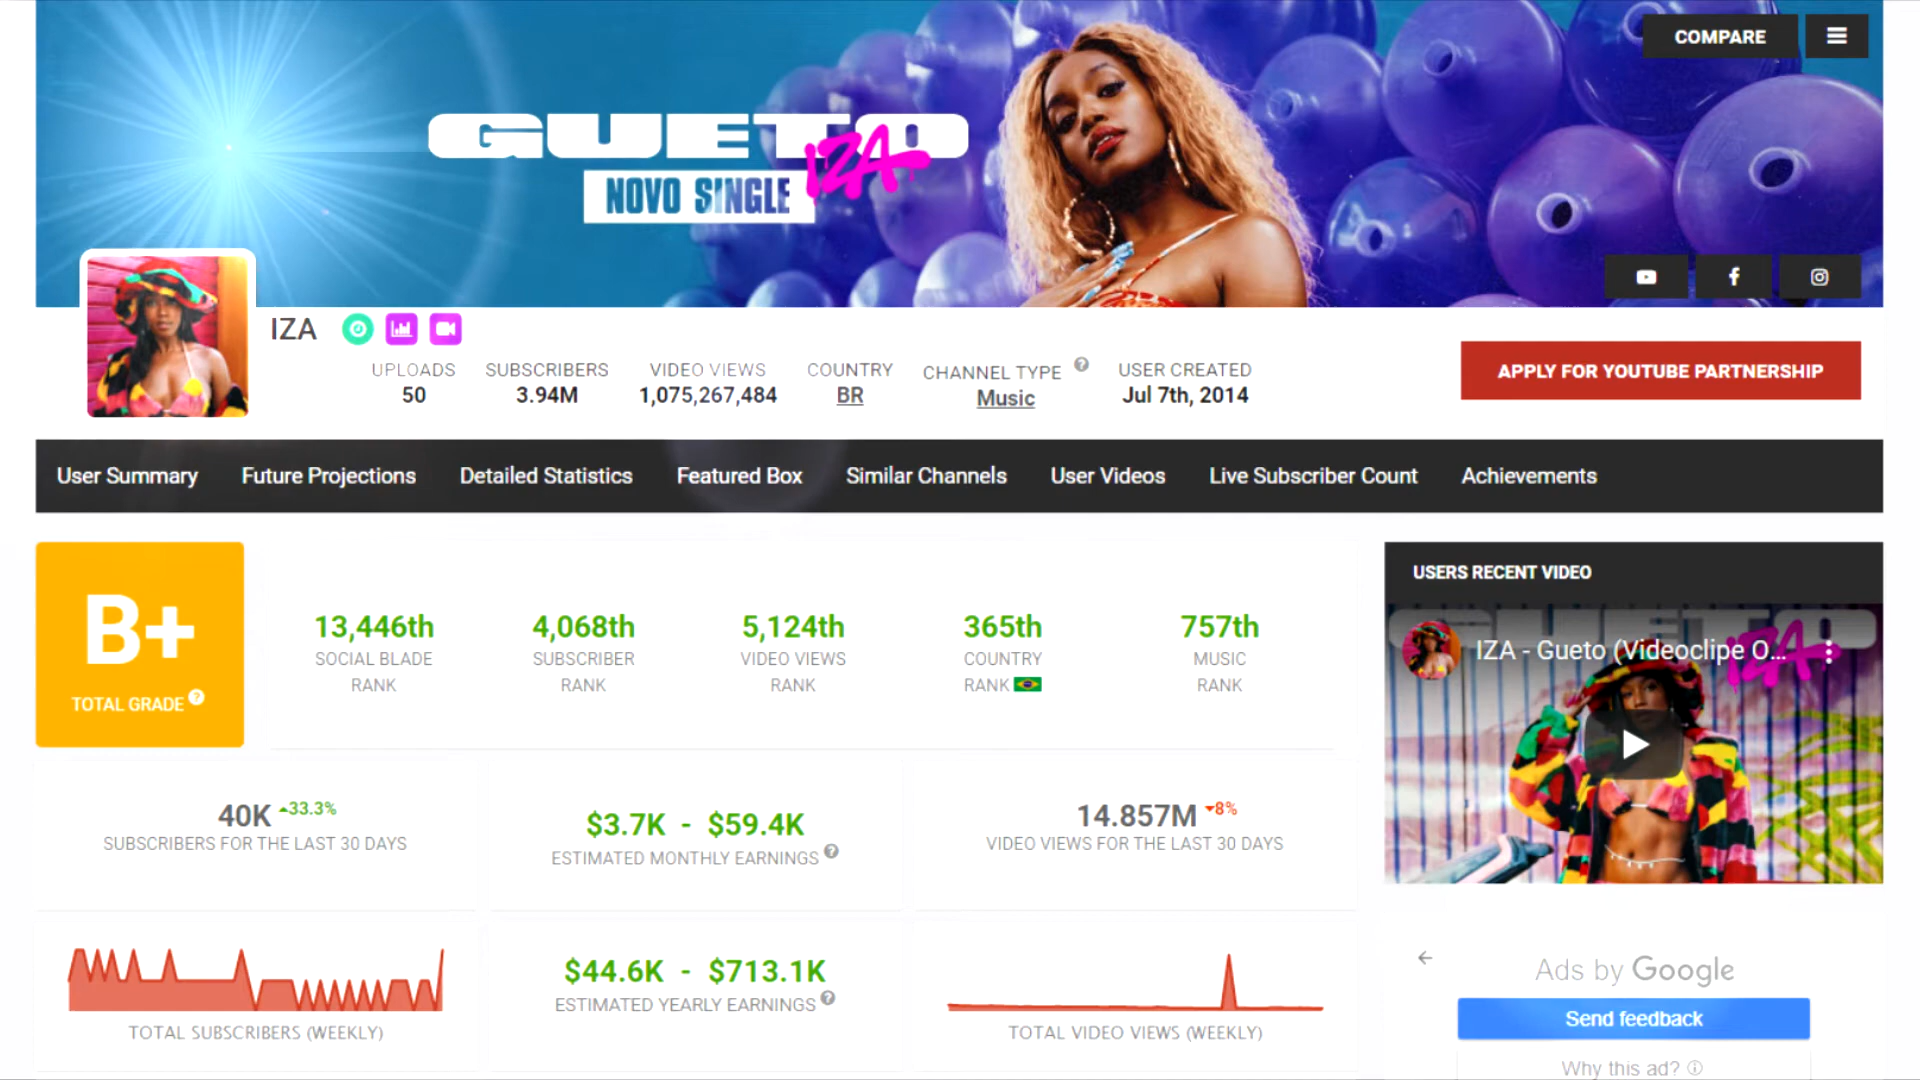 COMPARE
GUETO
IZA
NOVO SINGLE
IZA
UPLOADS
50
SUBSCRIBERS
3.94M
VIDEO VIEWS
1,075,267,484
COUNTRY
BR
CHANNEL TYPE ?
Music
USER CREATED
Jul 7th, 2014
APPLY FOR YOUTUBE PARTNERSHIP
User Summary Future Projections Detailed Statistics Featured Box Similar Channels User Videos Live Subscriber Count Achievements
B+
TOTAL GRADE ?
13,446th
SOCIAL BLADE
RANK
4,068th
SUBSCRIBER
RANK
5,124th
VIDEO VIEWS
RANK
365th
COUNTRY
RANK
757th
MUSIC
RANK
USERS RECENT VIDEO
IZA - Gueto (Videoclipe O...
IZA
40K 33.3%
SUBSCRIBERS FOR THE LAST 30 DAYS
$3.7K - $59.4K
ESTIMATED MONTHLY EARNINGS ?
14.857M 8%
VIDEO VIEWS FOR THE LAST 30 DAYS
TOTAL SUBSCRIBERS (WEEKLY)
$44.6K - $713.1K
ESTIMATED YEARLY EARNINGS ?
TOTAL VIDEO VIEWS (WEEKLY)
Ads by Google
Send feedback
Why this ad?